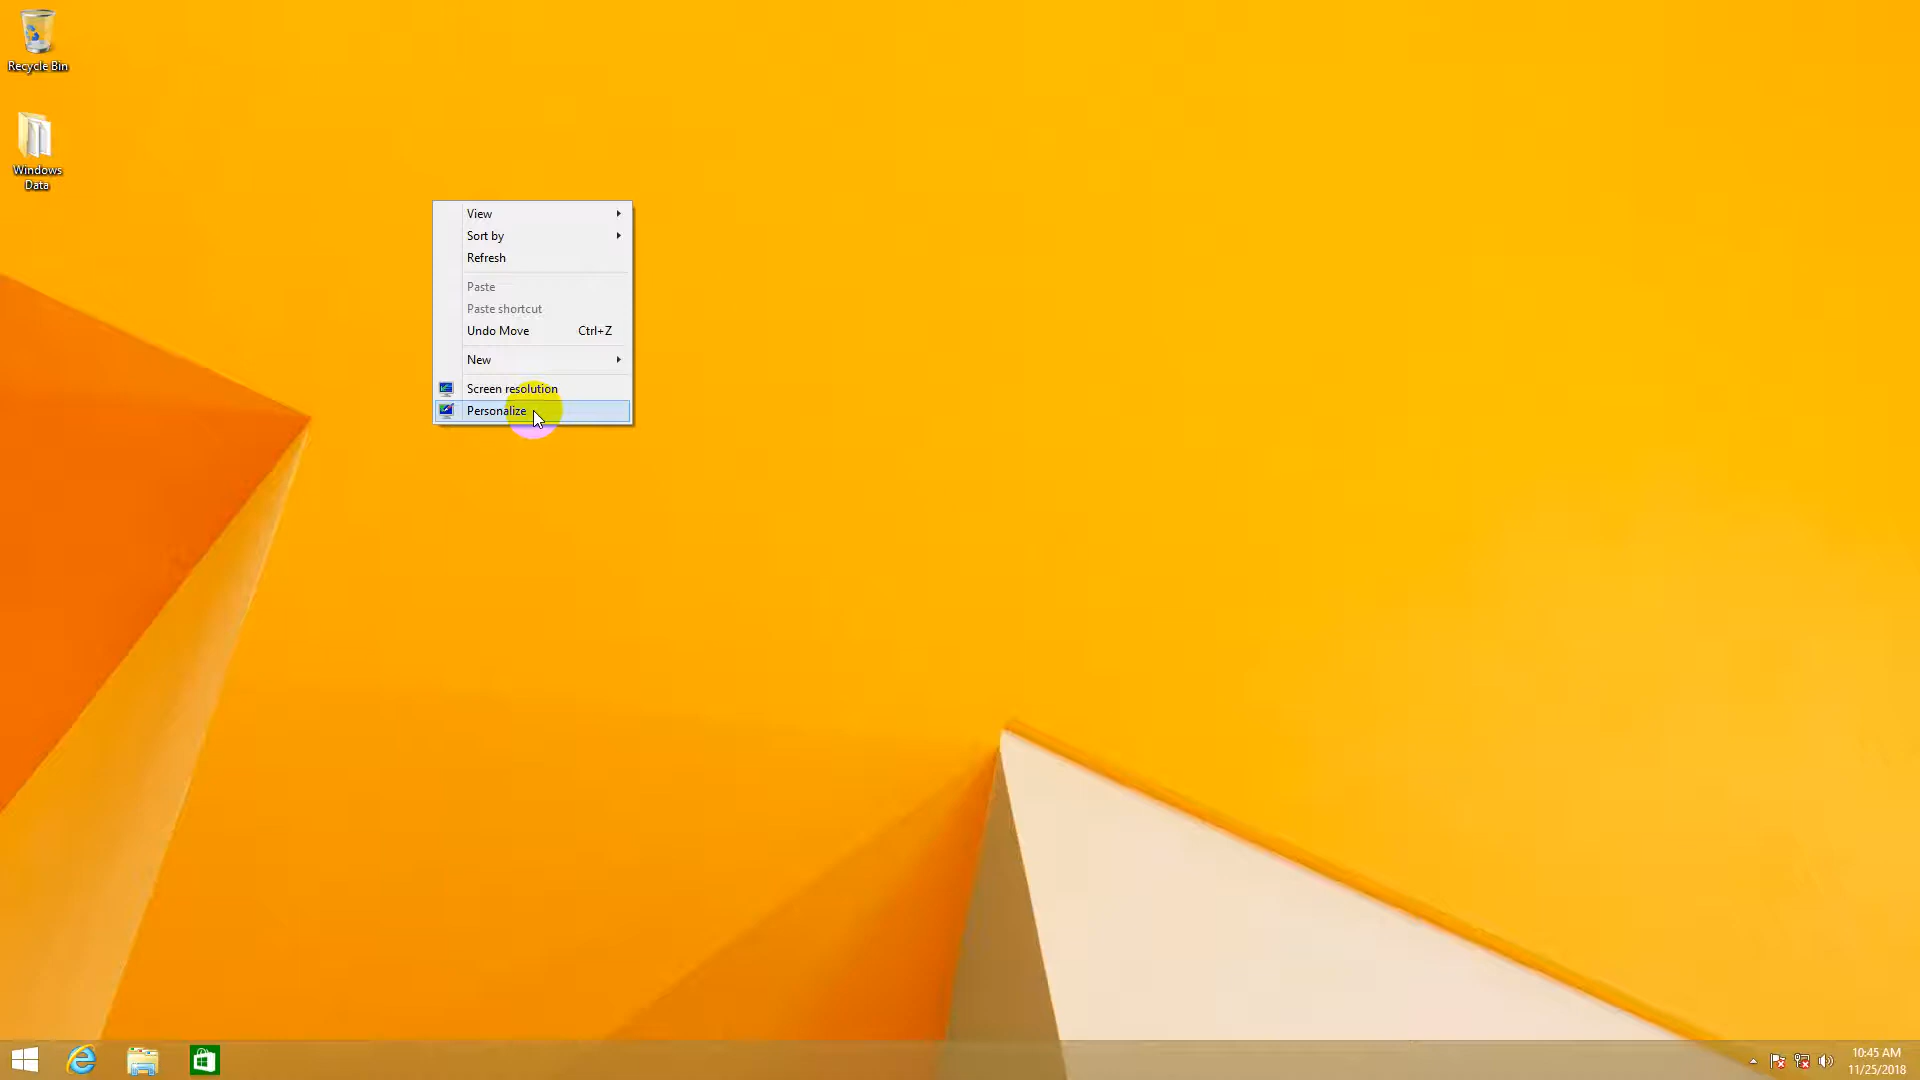 Recycle Bin
Windows
Data
View
Sort by
Refresh
Paste
Paste shortcut
Undo Move Ctrl+Z
New
Screen resolution
Personalize
10:45 AM
11/25/2018